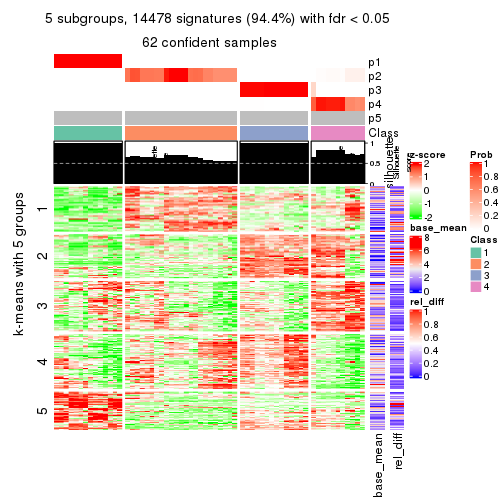 5 subgroups, 14478 signatures (94.4%) with fdr < 0.05
62 confident samples
p1
p2
p3
p4
p5
Class
1
0.5
0
silhouette
k-means with 5 groups
1
2
3
4
5
base_mean
rel_diff
z-score
2
1
0
-1
-2
base_mean
8
6
4
2
0
rel_diff
1
0.8
0.6
0.4
0.2
0
Prob
1
0.8
0.6
0.4
0.2
0
Class
1
2
3
4